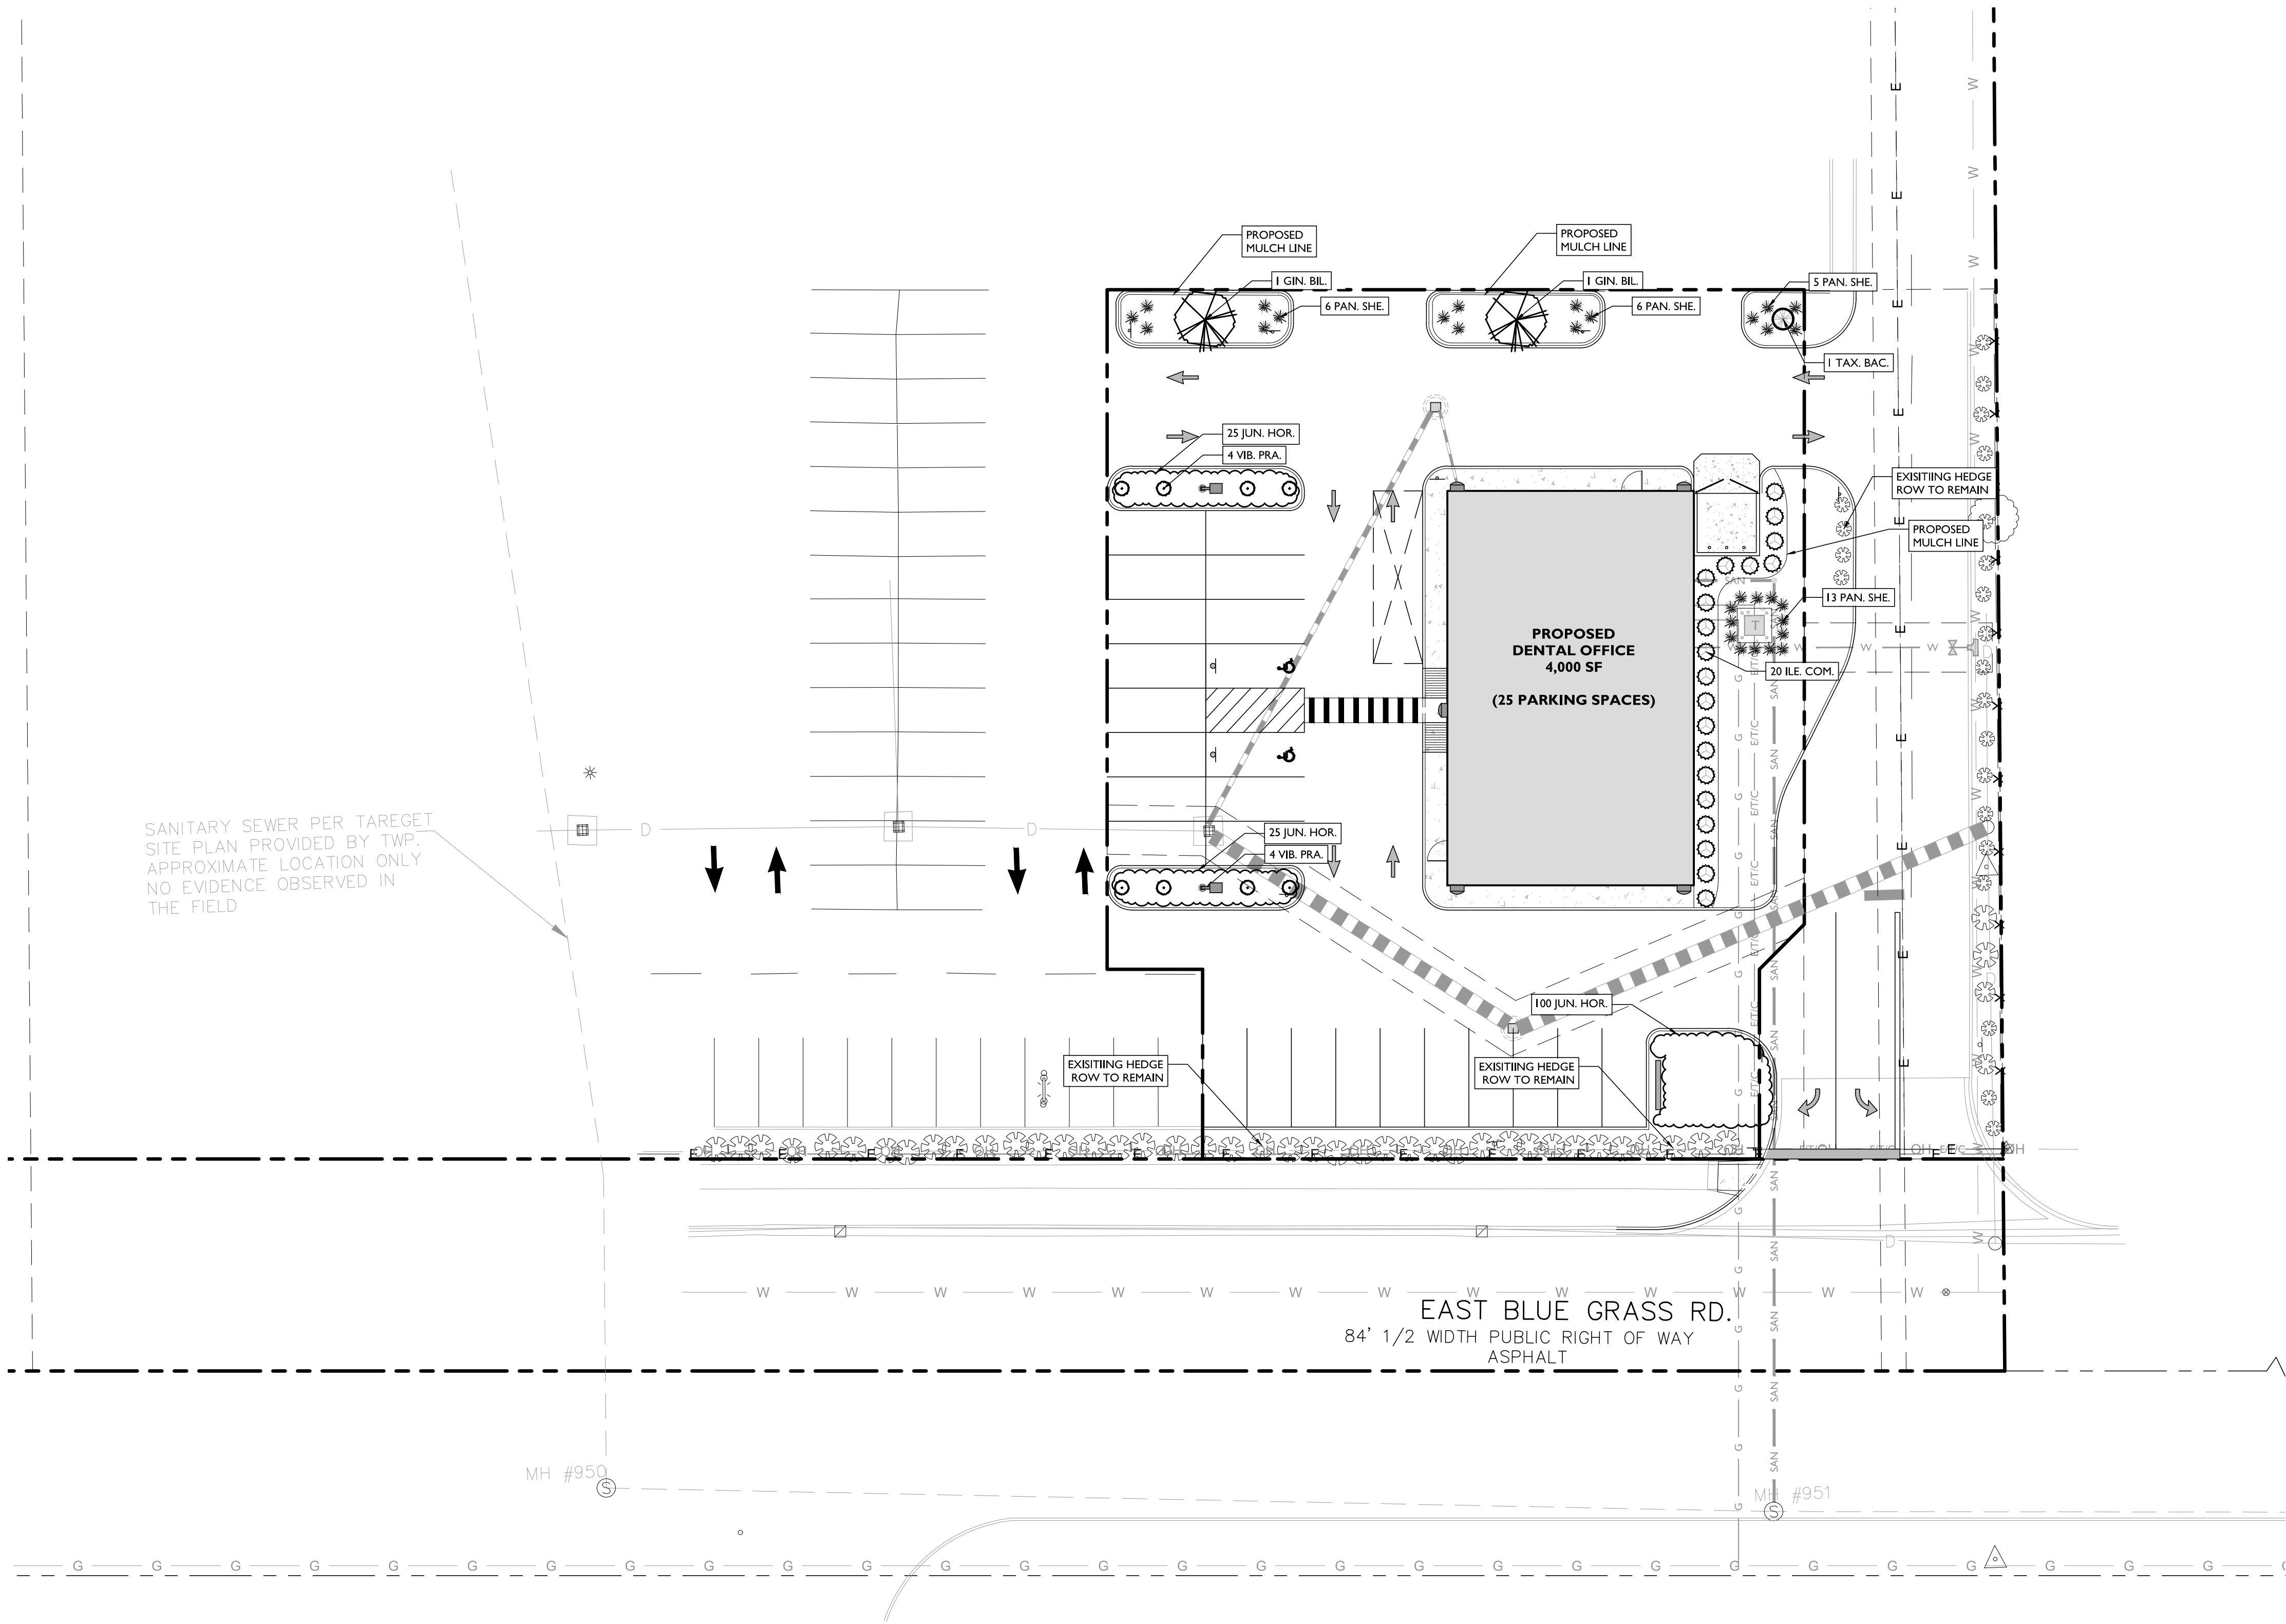 PROPOSED
MULCH LINE
PROPOSED
MULCH LINE
1 GIN. BIL.
1 GIN. BIL.
5 PAN. SHE.
6 PAN. SHE.
6 PAN. SHE.
1 TAX. BAC.
25 JUN. HOR.
4 VIB. PRA.
EXISITIING HEDGE
ROW TO REMAIN
PROPOSED
MULCH LINE
SAN
13 PAN. SHE.
T
PROPOSED
DENTAL OFFICE
4,000 SF
(25 PARKING SPACES)
20 ILE. COM.
SANITARY SEWER PER TAREGET
SITE PLAN PROVIDED BY TWP.
APPROXIMATE LOCATION ONLY
NO EVIDENCE OBSERVED IN
THE FIELD
D
D
25 JUN. HOR.
4 VIB. PRA.
100 JUN. HOR.
EXISITIING HEDGE
ROW TO REMAIN
EXISITIING HEDGE
ROW TO REMAIN
D
W W W W W W W W W W W W W W
EAST BLUE GRASS RD.
84' 1/2 WIDTH PUBLIC RIGHT OF WAY
ASPHALT
MH #950
S
MH #951
S
G G G G G G G G G G G G G G G G G G G G G G G G G G G G